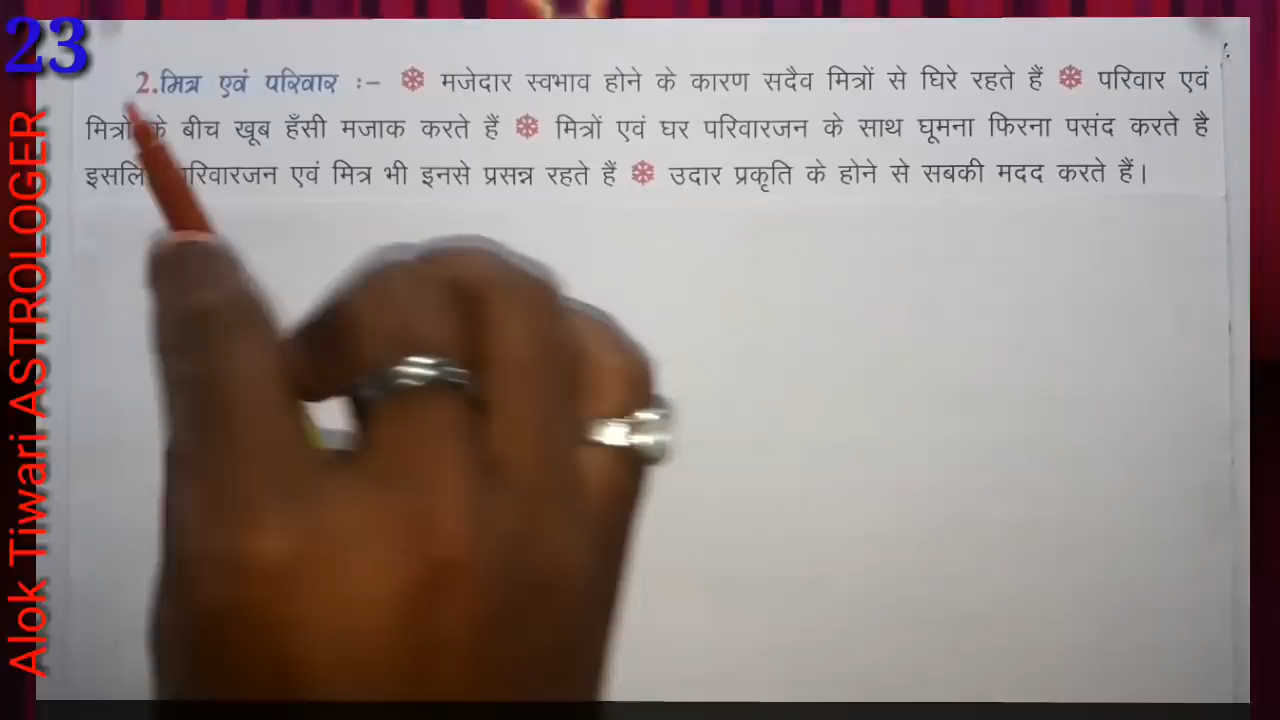 23
2.मित्र एवं परिवार :- ❄ मजेदार स्वभाव होने के कारण सदैव मित्रों से घिरे रहते हैं ❄ परिवार एवं
मित्रों के बीच खूब हँसी मजाक करते हैं ❄ मित्रों एवं घर परिवारजन के साथ घूमना फिरना पसंद करते है
परिवारजन एवं मित्र भी इनसे प्रसन्न रहते हैं ❄ उदार प्रकृति के होने से सबकी मदद करते हैं।
Alok Tiwari ASTROLOGER